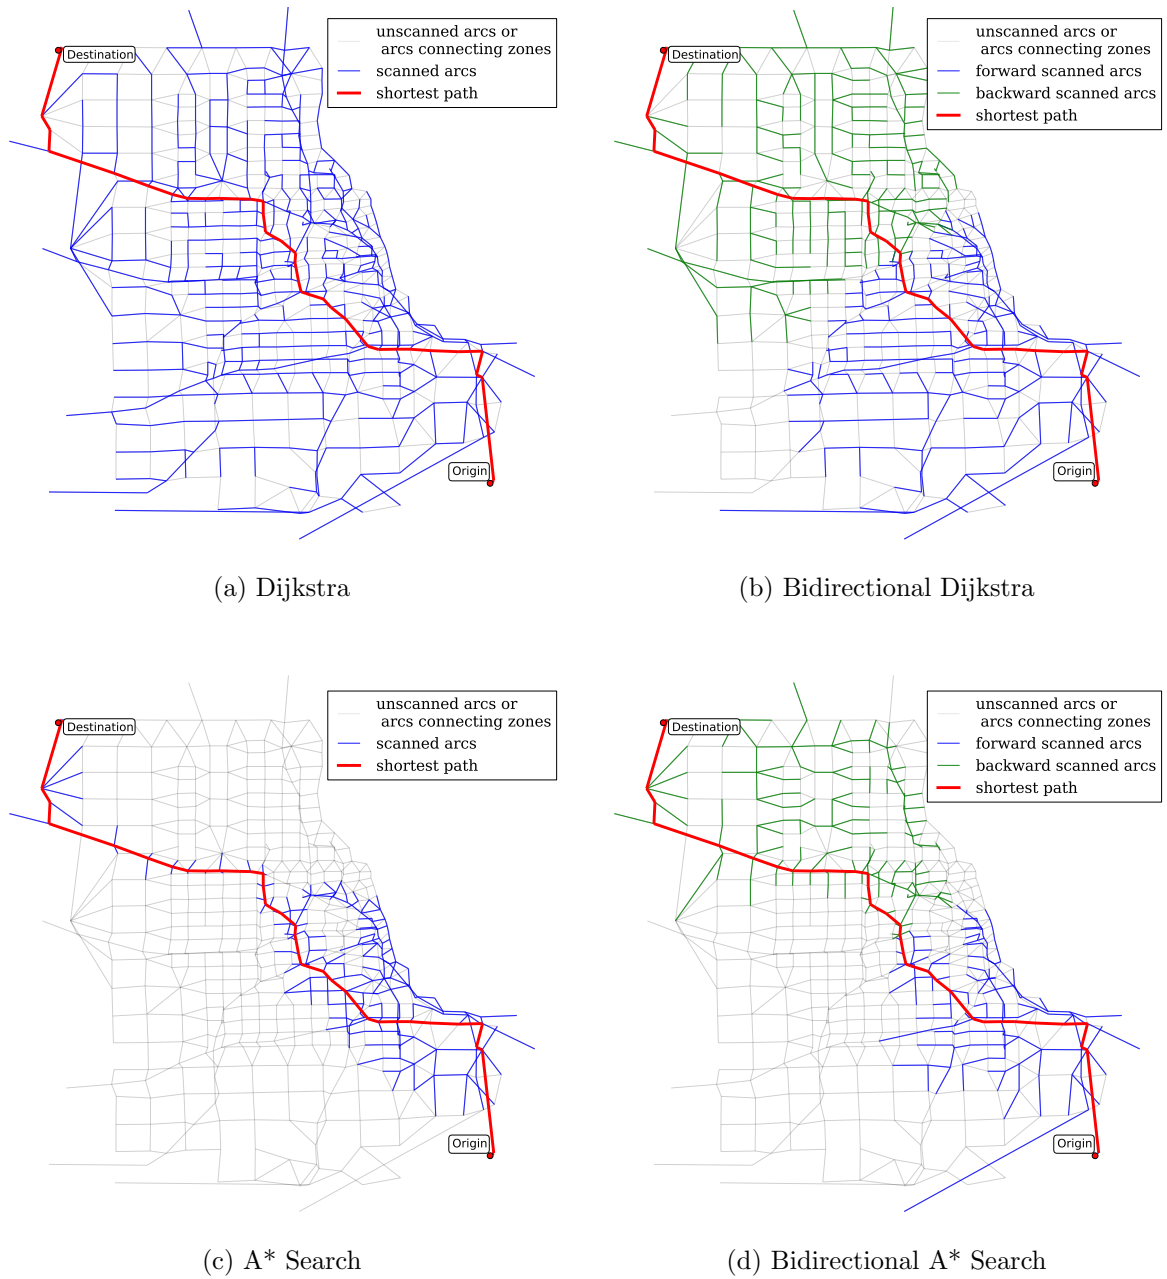 Destination
unscanned arcs or
arcs connecting zones
scanned arcs
shortest path
Origin
(a) Dijkstra
Destination
unscanned arcs or
arcs connecting zones
forward scanned arcs
backward scanned arcs
shortest path
Origin
(b) Bidirectional Dijkstra
Destination
unscanned arcs or
arcs connecting zones
scanned arcs
shortest path
Origin
(c) A* Search
Destination
unscanned arcs or
arcs connecting zones
forward scanned arcs
backward scanned arcs
shortest path
Origin
(d) Bidirectional A* Search